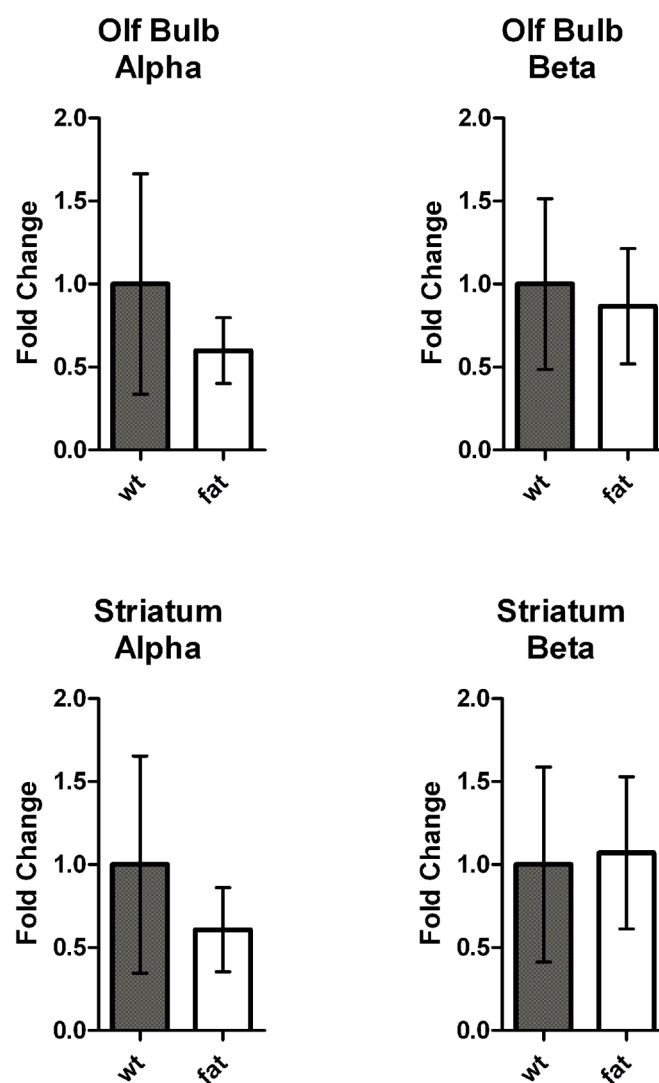 Olf Bulb
Alpha
Fold Change
2.0
1.5
1.0
0.5
0.0
wt
fat
Olf Bulb
Beta
Fold Change
2.0
1.5
1.0
0.5
0.0
wt
fat
Striatum
Alpha
Fold Change
2.0
1.5
1.0
0.5
0.0
wt
fat
Striatum
Beta
Fold Change
2.0
1.5
1.0
0.5
0.0
wt
fat